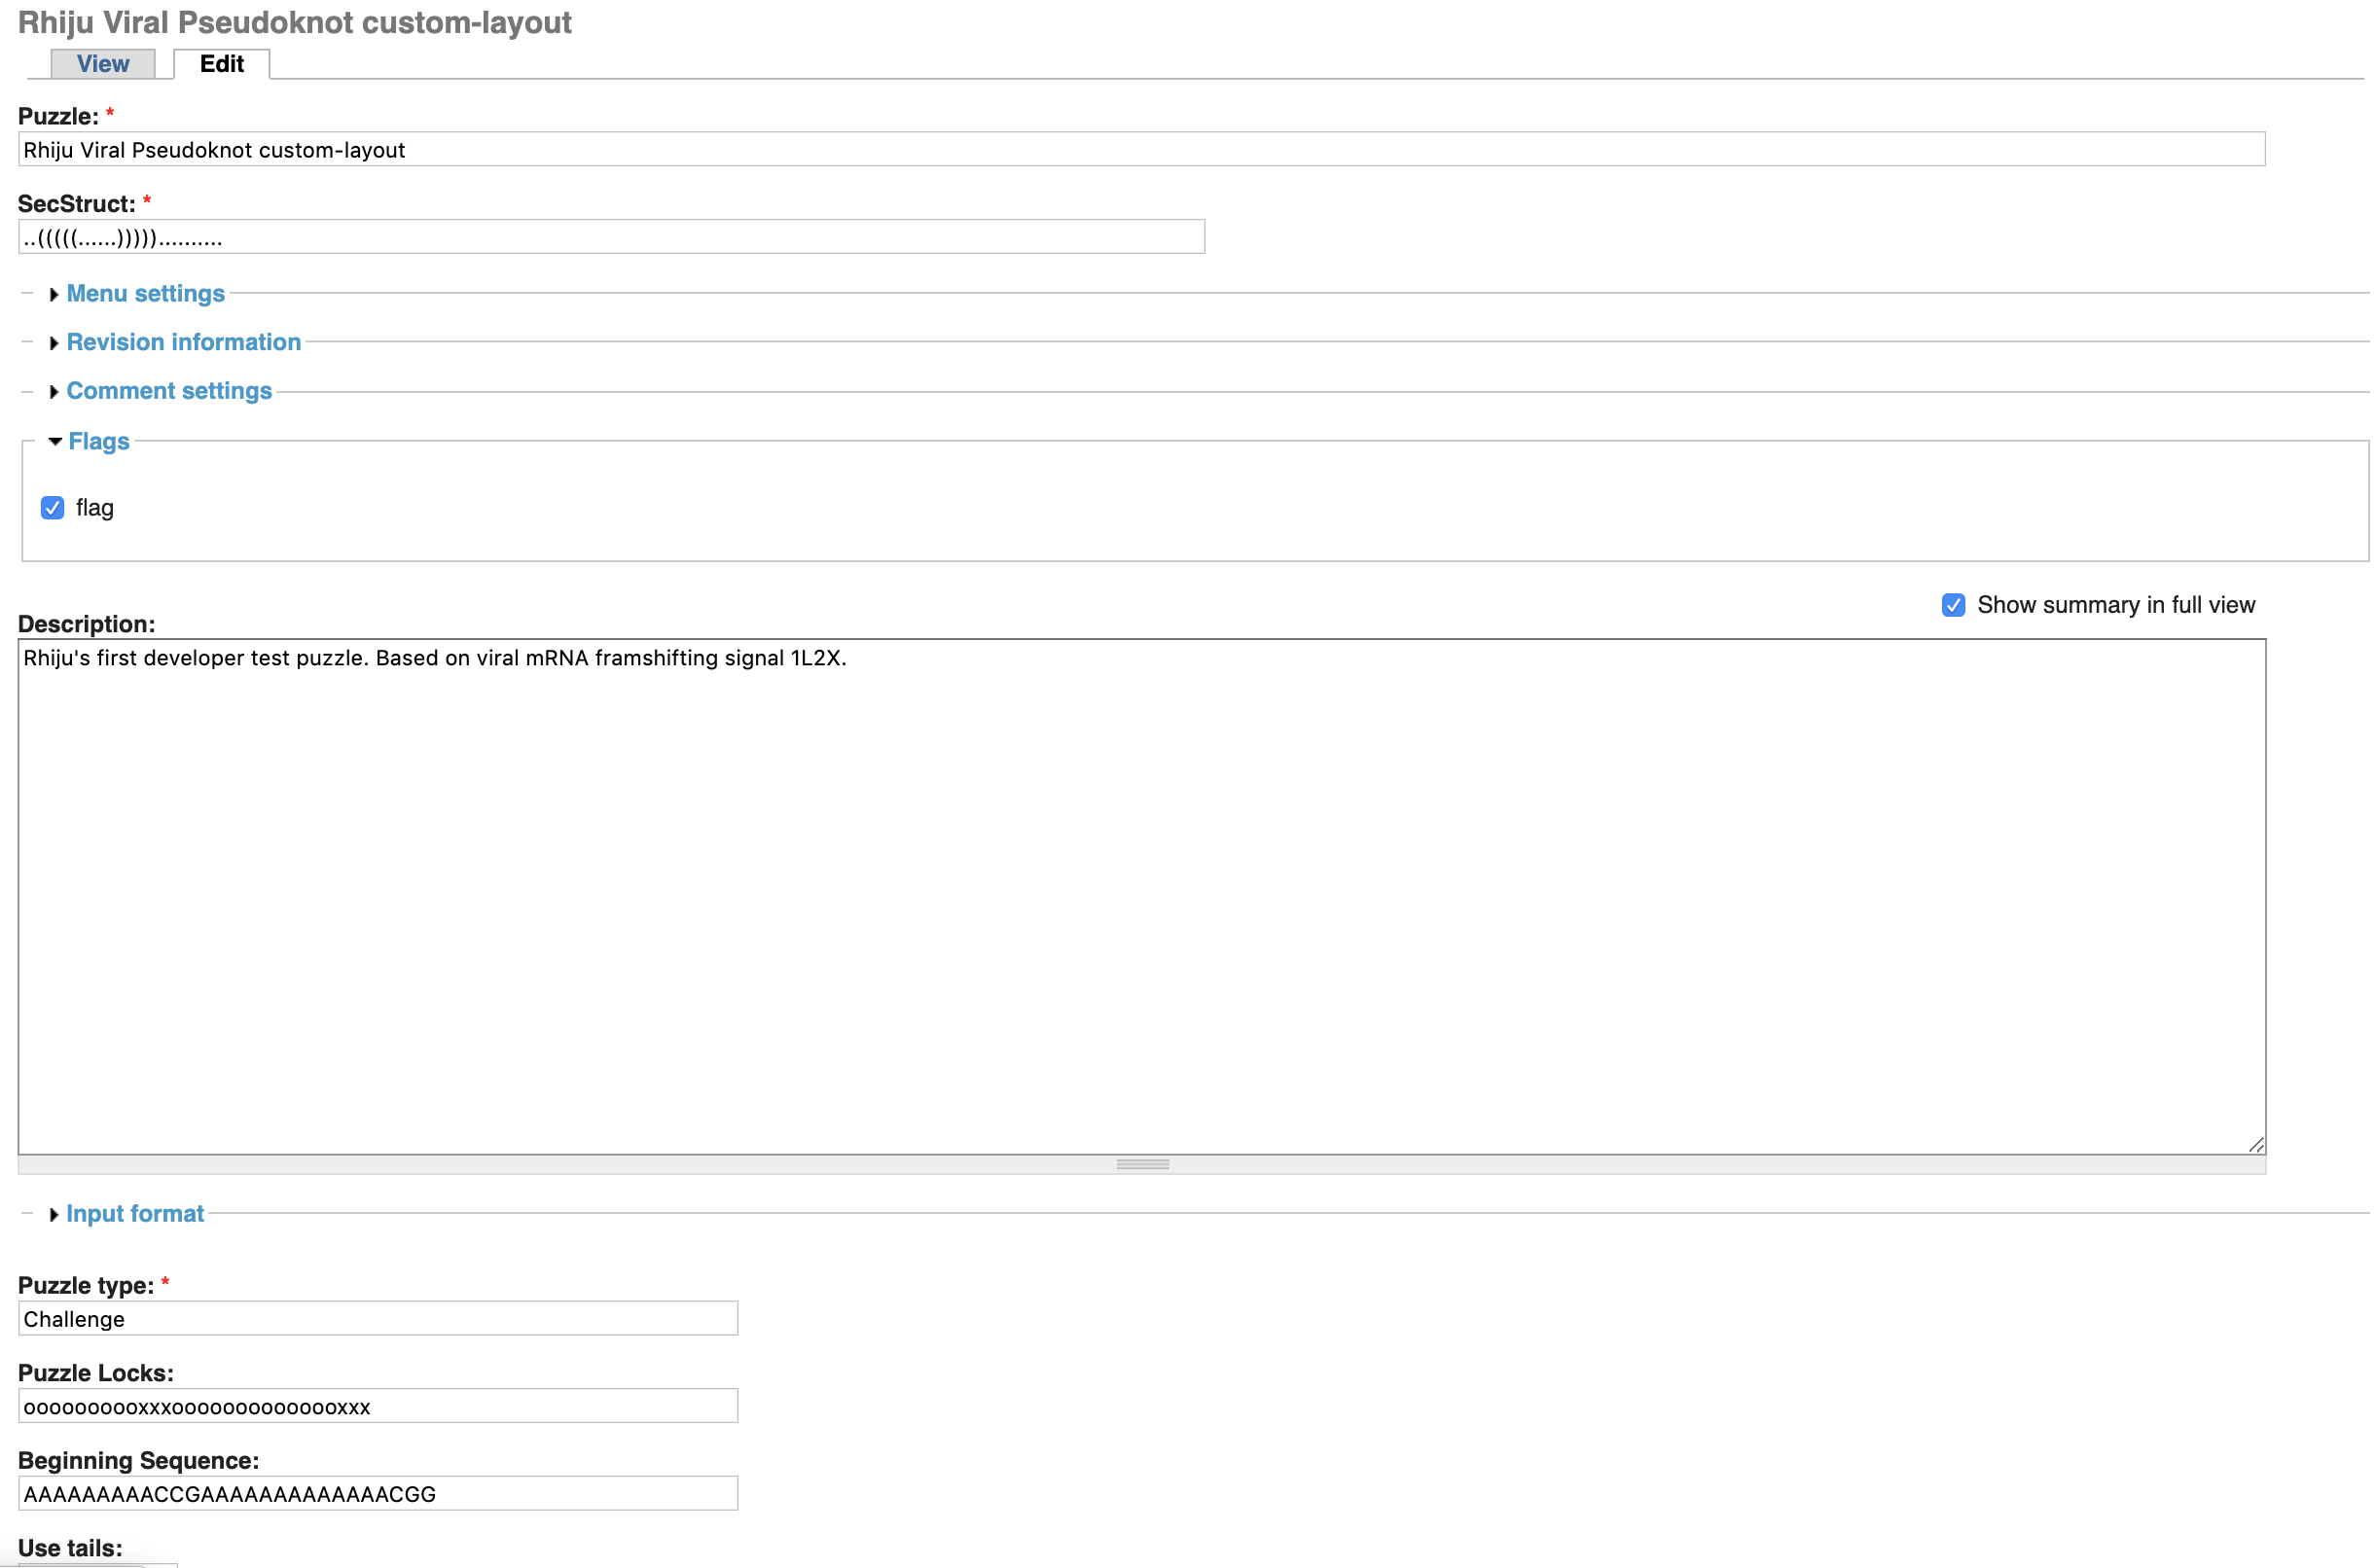 Rhiju Viral Pseudoknot custom-layout
View Edit
Puzzle: *
Rhiju Viral Pseudoknot custom-layout
SecStruct: *
..(((((......)))))..........
Menu settings
Revision information
Comment settings
Flags
flag
Show summary in full view
Description:
Rhiju's first developer test puzzle. Based on viral mRNA framshifting signal 1L2X.
Input format
Puzzle type: *
Challenge
Puzzle Locks:
oooooooooxxxoooooooooooooxxx
Beginning Sequence:
AAAAAAAAACCGAAAAAAAAAAAAACGG
Use tails: